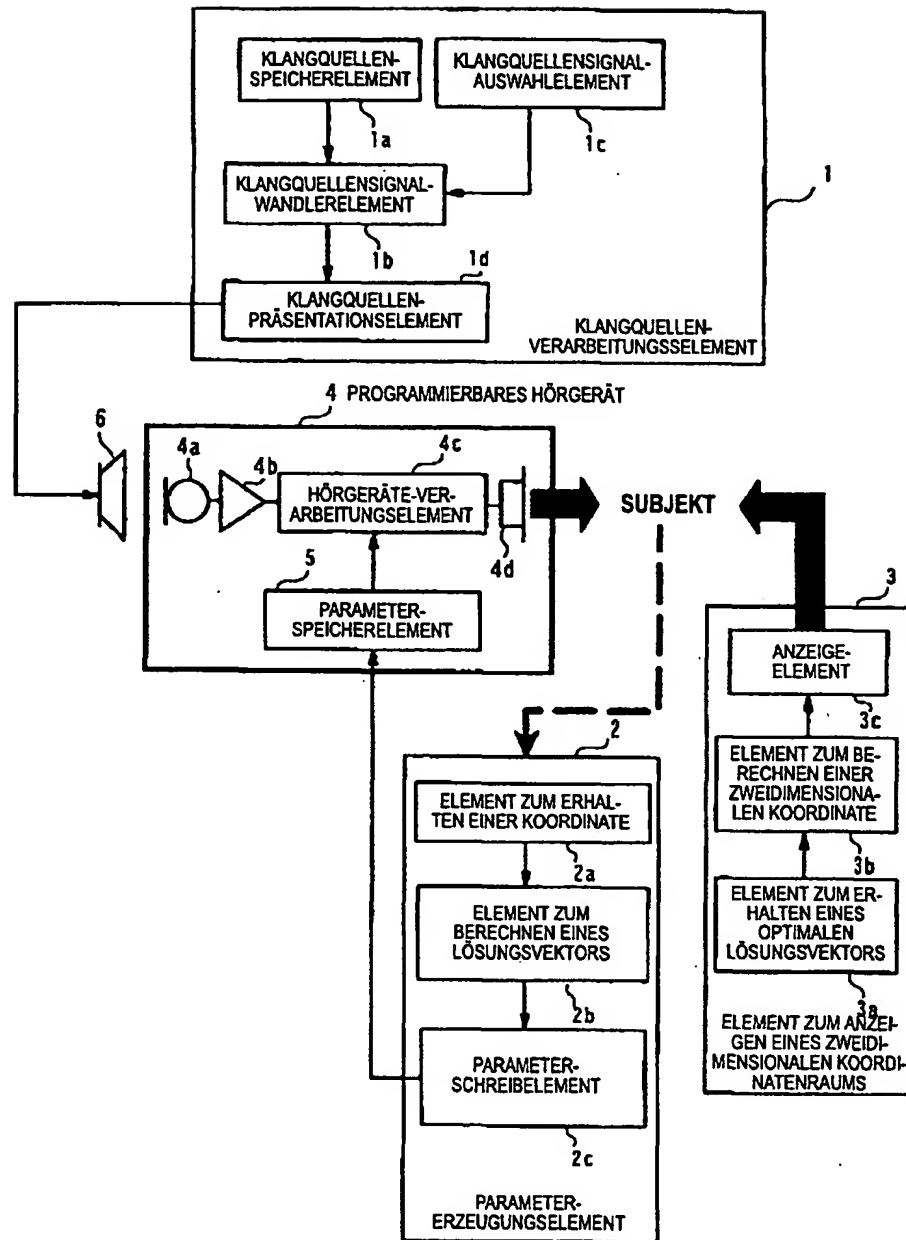 KLANGQUELLEN-
SPEICHERELEMENT
1a
KLANGQUELLENSIGNAL-
AUSWAHLELEMENT
1c
KLANGQUELLENSIGNAL-
WANDLERELEMENT
1b
1
1d
KLANGQUELLEN-
PRÄSENTATIONSELEMENT
KLANGQUELLEN-
VERARBEITUNGSSELEMENT
4 PROGRAMMIERBARES HÖRGERÄT
6
4a
4b
4c
HÖRGERÄTE-VER-
ARBEITUNGSELEMENT
4d
SUBJEKT
5
PARAMETER-
SPEICHERELEMENT
3
ANZEIGE-
ELEMENT
3c
ELEMENT ZUM BE-
RECHNEN EINER
ZWEIDIMENSIONA-
LEN KOORDINATE
3b
ELEMENT ZUM ER-
HALTEN EINES
OPTIMALEN
LÖSUNGSVEKTORS
3a
ELEMENT ZUM ANZEI-
GEN EINES ZWEIDI-
MENSIONALEN KOORDI-
NATENRAUMS
2
ELEMENT ZUM ERHAL-
TEN EINER KOORDINATE
2a
ELEMENT ZUM
BERECHNEN EINES
LÖSUNGSVEKTORS
2b
PARAMETER-
SCHREIBELEMENT
2c
PARAMETER-
ERZEUGUNGSELEMENT